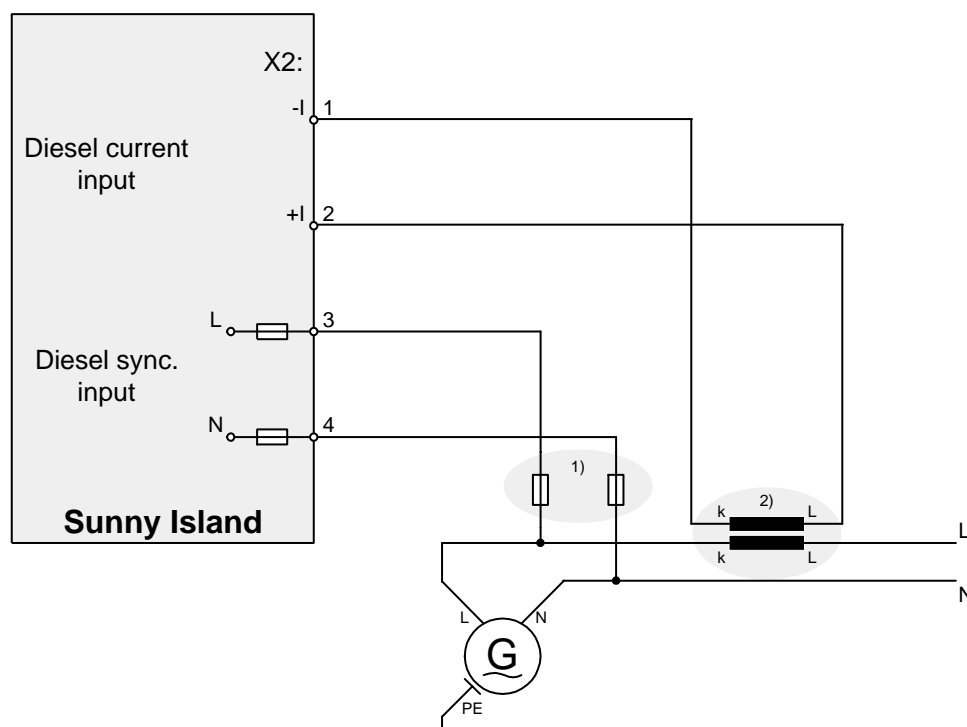 X2:
-I 1
Diesel current
input
+I 2
L 3
Diesel sync.
input
N 4
1)
Sunny Island
2)
k L
L
k L
N
L N
G
PE